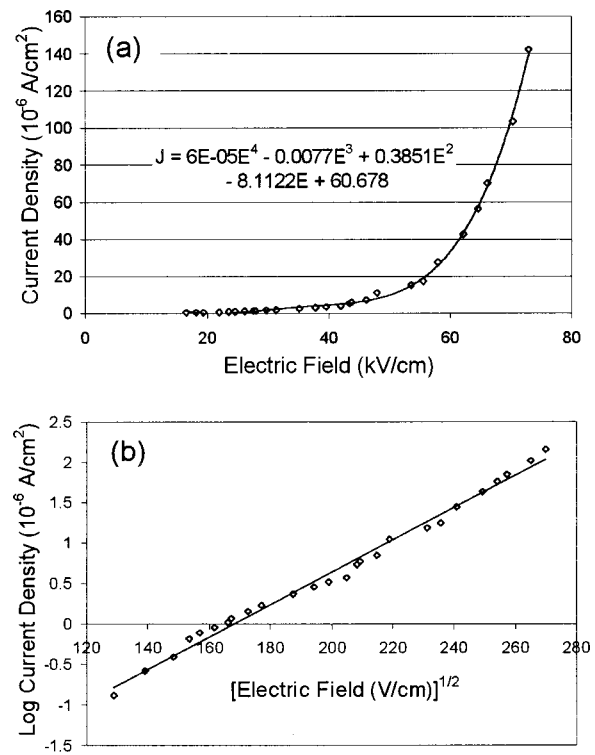 (a)
160
140
120
100
80
60
40
20
0
Current Density (10⁻⁶ A/cm²)
J = 6E-05E⁴ - 0.0077E³ + 0.3851E²
- 8.1122E + 60.678
0 20 40 60 80
Electric Field (kV/cm)
(b)
2.5
2
1.5
1
0.5
0
-0.5
-1
-1.5
Log Current Density (10⁻⁶ A/cm²)
120 140 160 180 200 220 240 260 280
[Electric Field (V/cm)]¹/²